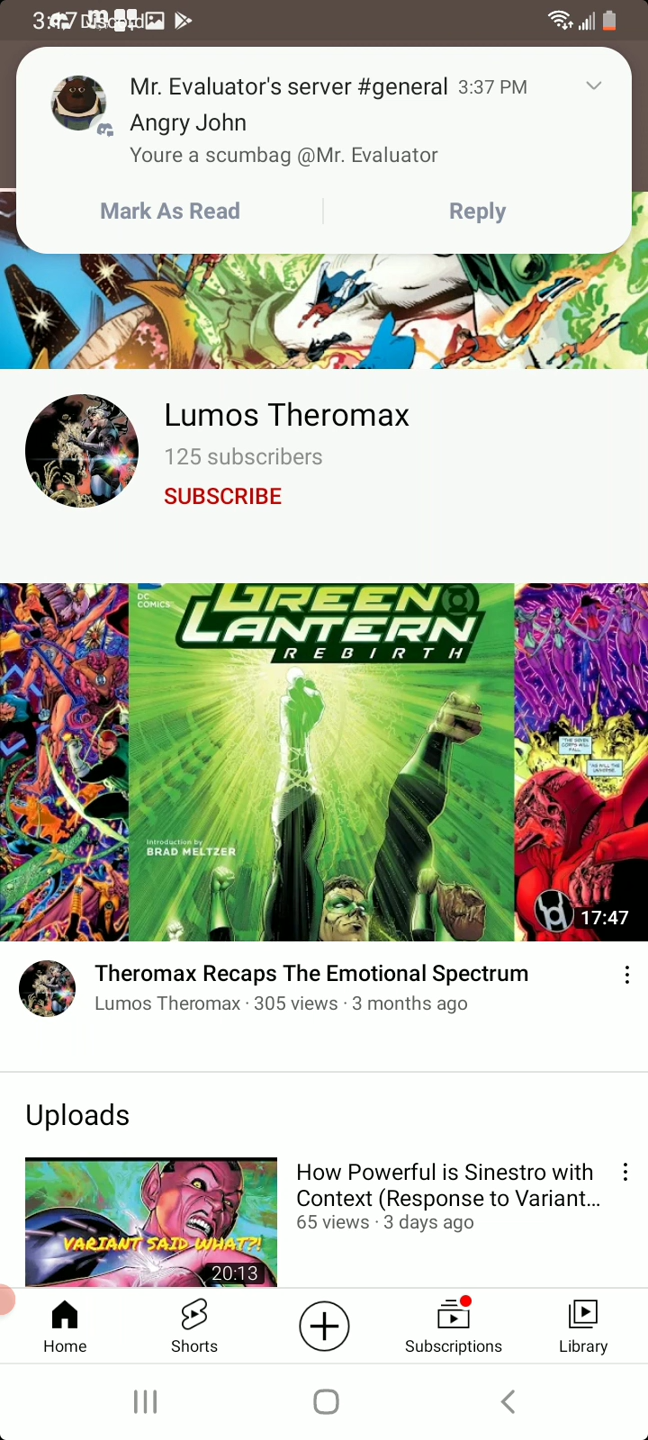 Mr. Evaluator's server #general 3:37 PM
Angry John
Youre a scumbag @Mr. Evaluator
Mark As Read
Reply
Lumos Theromax
125 subscribers
SUBSCRIBE
DC
COMICS
GREEN
LANTERN
REBIRTH
Introduction by
BRAD MELTZER
17:47
Theromax Recaps The Emotional Spectrum
Lumos Theromax · 305 views · 3 months ago
Uploads
VARIANT SAID WHAT?!
20:13
How Powerful is Sinestro with
Context (Response to Variant...
65 views · 3 days ago
Home
Shorts
Subscriptions
Library